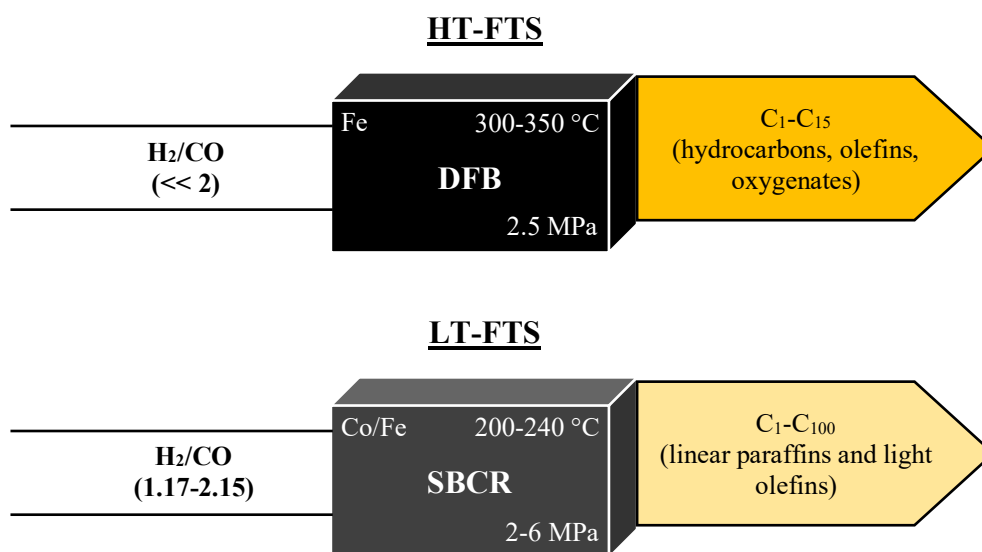 HT-FTS
H₂/CO
(<< 2)
Fe
300-350 °C
DFB
2.5 MPa
C₁-C₁₅
(hydrocarbons, olefins,
oxygenates)
LT-FTS
H₂/CO
(1.17-2.15)
Co/Fe
200-240 °C
SBCR
2-6 MPa
C₁-C₁₀₀
(linear paraffins and light
olefins)